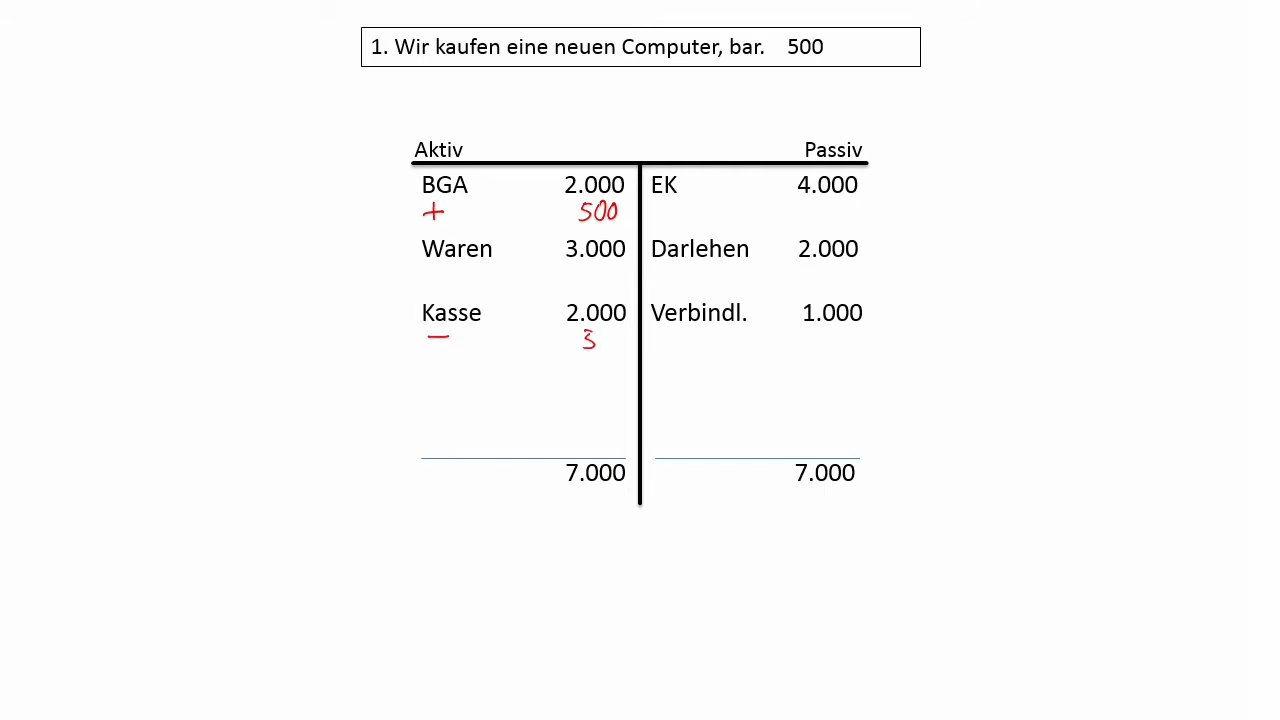 1. Wir kaufen eine neuen Computer, bar. 500
Aktiv Passiv
BGA 2.000 EK 4.000
+ 500
Waren 3.000 Darlehen 2.000
Kasse 2.000 Verbindl. 1.000
–
7.000 7.000